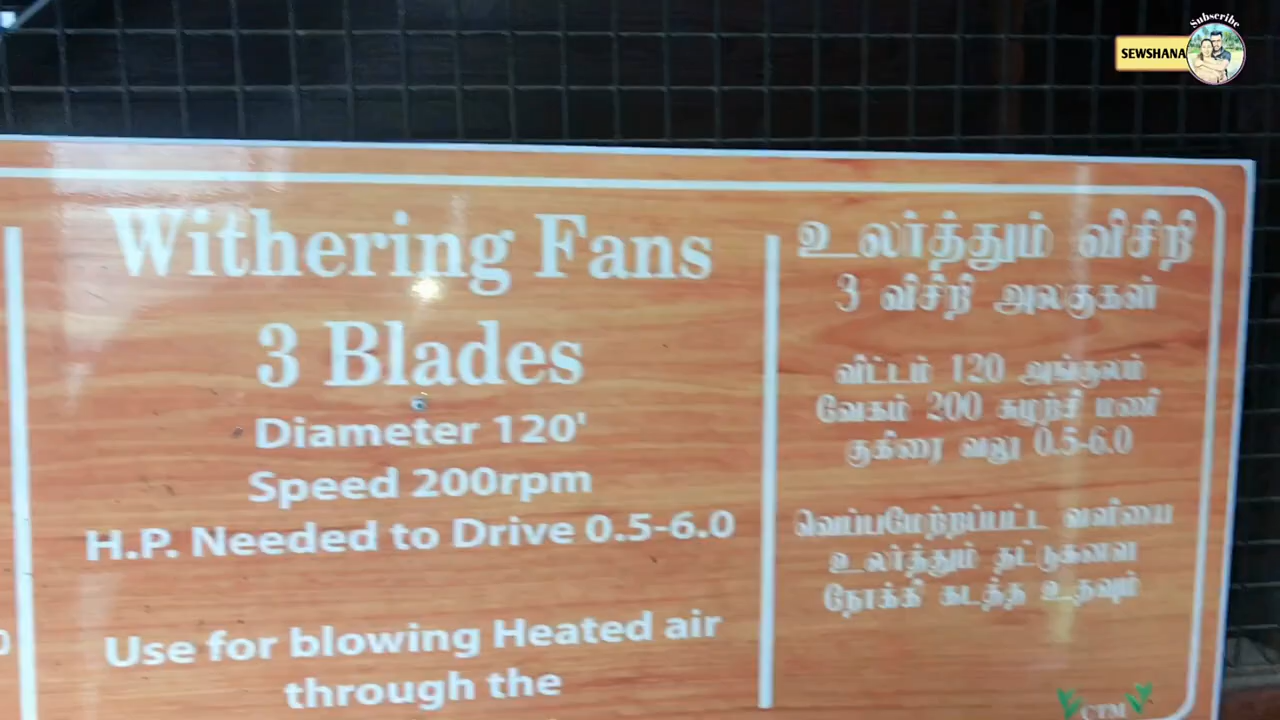 Subscribe
SEWSHANA
Withering Fans
3 Blades
Diameter 120'
Speed 200rpm
H.P. Needed to Drive 0.5-6.0
Use for blowing Heated air
through the
உலர்த்தும் விசிறி
3 விசிறி அலகுகள்
விட்டம் 120 அங்குலம்
வேகம் 200 சுழற்சி மணி
குதிரை வலு 0.5-6.0
வெப்பமேற்றப்பட்ட வளியை
உலர்த்தும் தட்டுகளை
நோக்கி கடத்த உதவும்
CTM